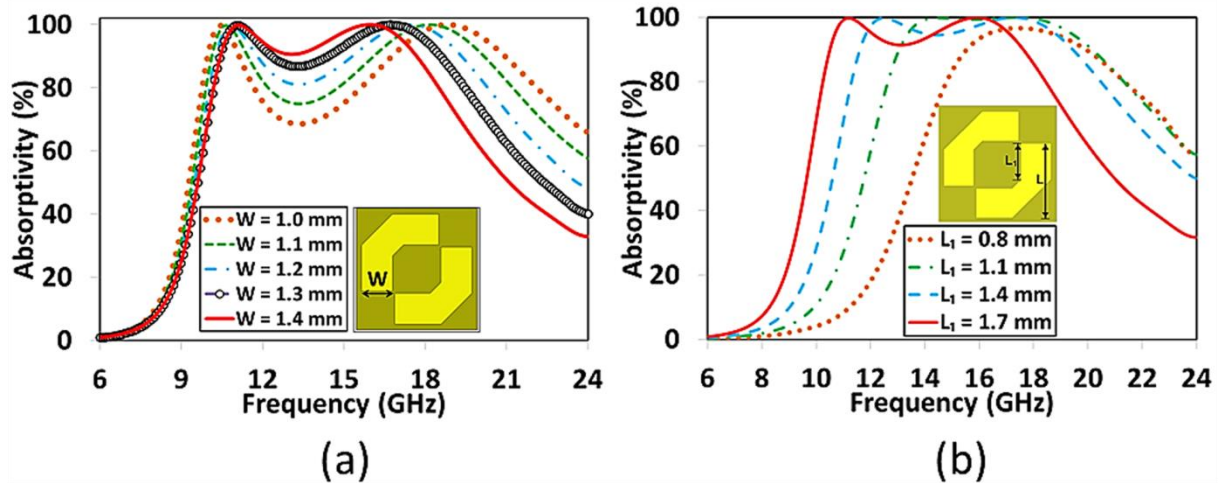 100
80
60
40
20
0
Absorptivity (%)
W = 1.0 mm
W = 1.1 mm
W = 1.2 mm
W = 1.3 mm
W = 1.4 mm
W
6 9 12 15 18 21 24
Frequency (GHz)
(a)
100
80
60
40
20
0
Absorptivity (%)
L₁
L
L₁ = 0.8 mm
L₁ = 1.1 mm
L₁ = 1.4 mm
L₁ = 1.7 mm
6 8 10 12 14 16 18 20 22 24
Frequency (GHz)
(b)